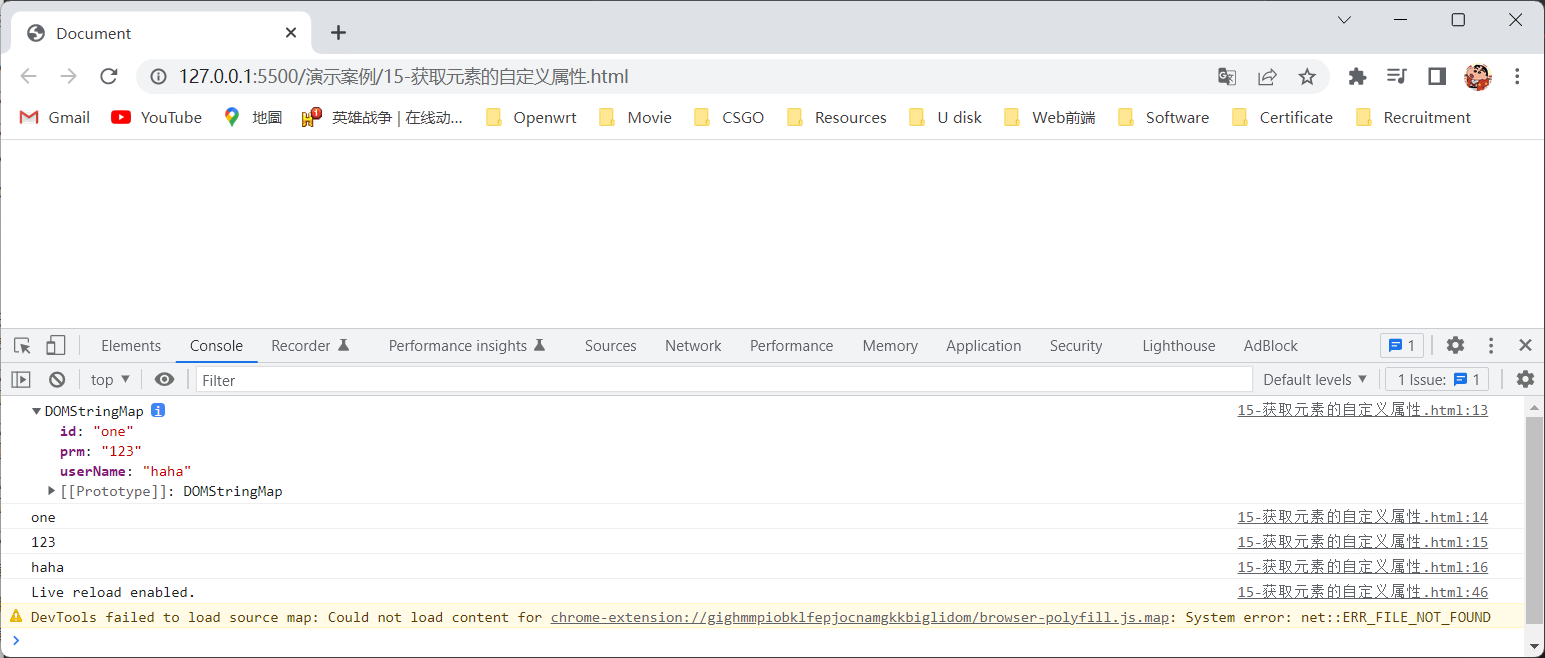 Document
127.0.0.1:5500/演示案例/15-获取元素的自定义属性.html
Gmail YouTube 地圖 1 英雄战争 | 在线动... Openwrt Movie CSGO Resources U disk Web前端 Software Certificate Recruitment
Elements Console Recorder Performance insights Sources Network Performance Memory Application Security Lighthouse AdBlock 1
top Filter Default levels 1 Issue: 1
DOMStringMap i 15-获取元素的自定义属性.html:13
id: "one"
prm: "123"
userName: "haha"
[[Prototype]]: DOMStringMap
one 15-获取元素的自定义属性.html:14
123 15-获取元素的自定义属性.html:15
haha 15-获取元素的自定义属性.html:16
Live reload enabled. 15-获取元素的自定义属性.html:46
DevTools failed to load source map: Could not load content for chrome-extension://gighmmpiobklfepjocnamgkkbiglidom/browser-polyfill.js.map: System error: net::ERR_FILE_NOT_FOUND